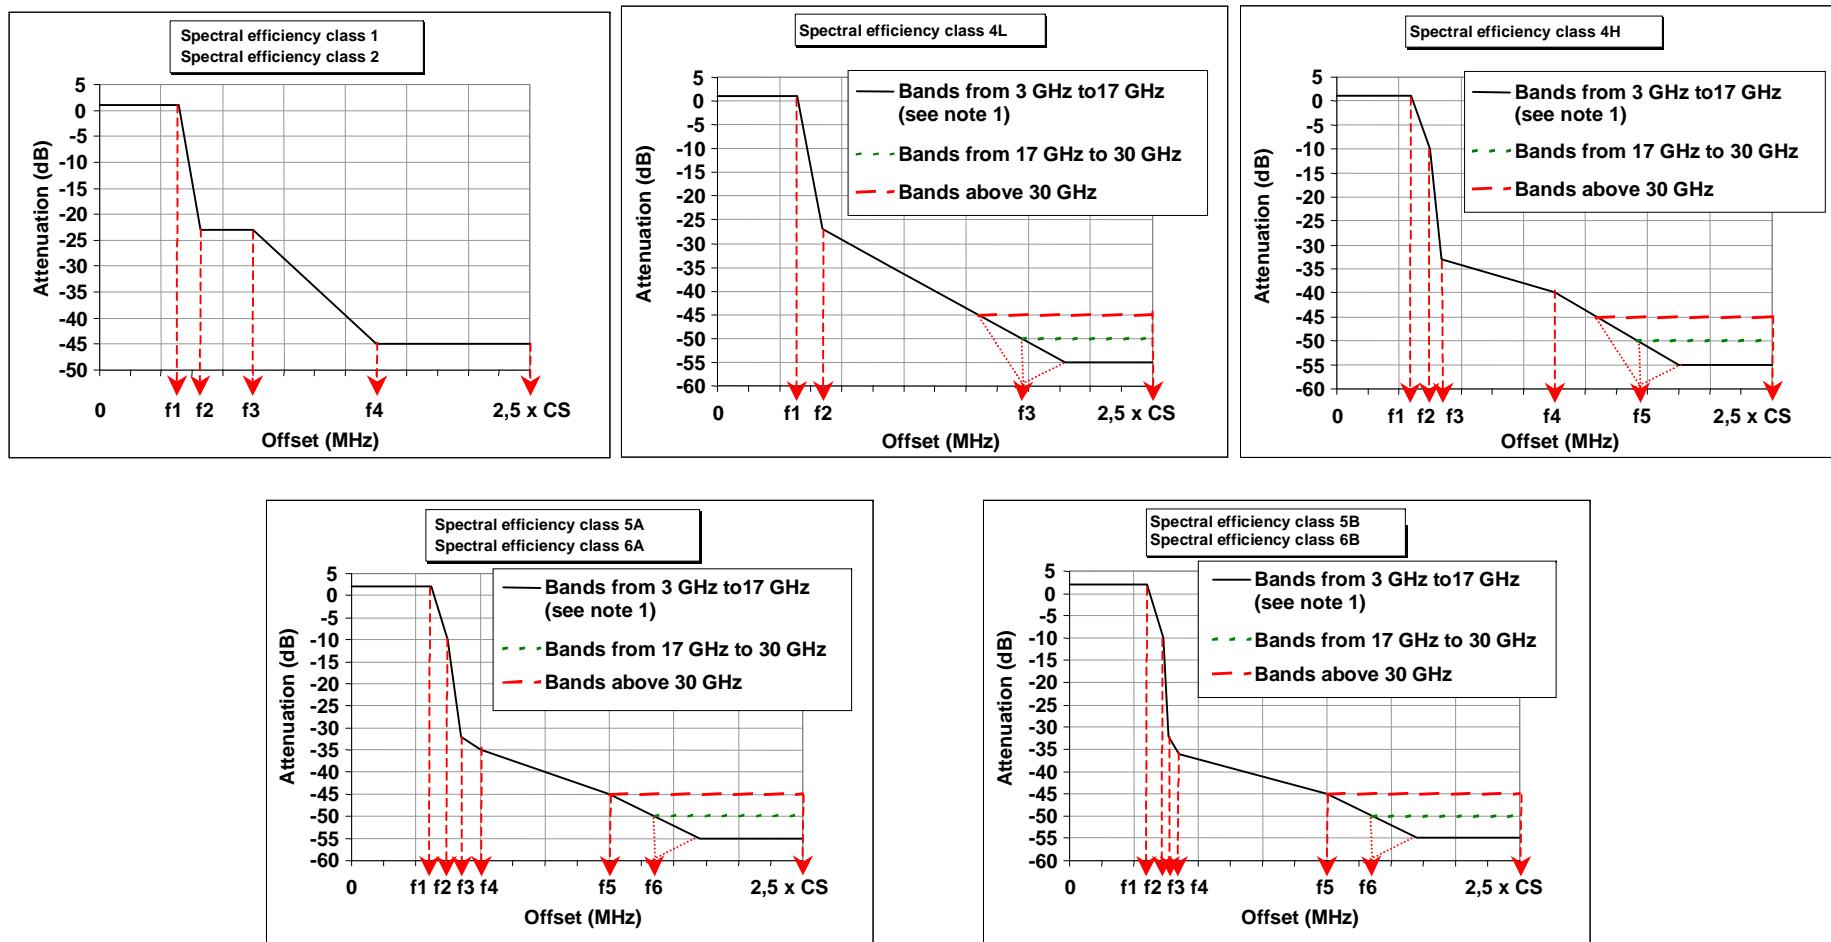 Spectral efficiency class 1
Spectral efficiency class 2
5
0
-5
-10
-15
-20
-25
-30
-35
-40
-45
-50
Attenuation (dB)
0 f1 f2 f3 f4 2,5 x CS
Offset (MHz)
Spectral efficiency class 4L
Bands from 3 GHz to17 GHz
(see note 1)
Bands from 17 GHz to 30 GHz
Bands above 30 GHz
5
0
-5
-10
-15
-20
-25
-30
-35
-40
-45
-50
-55
-60
Attenuation (dB)
0 f1 f2 f3 2,5 x CS
Offset (MHz)
Spectral efficiency class 4H
Bands from 3 GHz to17 GHz
(see note 1)
Bands from 17 GHz to 30 GHz
Bands above 30 GHz
5
0
-5
-10
-15
-20
-25
-30
-35
-40
-45
-50
-55
-60
Attenuation (dB)
0 f1 f2 f3 f4 f5 2,5 x CS
Offset (MHz)
Spectral efficiency class 5A
Spectral efficiency class 6A
Bands from 3 GHz to17 GHz
(see note 1)
Bands from 17 GHz to 30 GHz
Bands above 30 GHz
5
0
-5
-10
-15
-20
-25
-30
-35
-40
-45
-50
-55
-60
Attenuation (dB)
0 f1 f2 f3 f4 f5 f6 2,5 x CS
Offset (MHz)
Spectral efficiency class 5B
Spectral efficiency class 6B
Bands from 3 GHz to17 GHz
(see note 1)
Bands from 17 GHz to 30 GHz
Bands above 30 GHz
5
0
-5
-10
-15
-20
-25
-30
-35
-40
-45
-50
-55
-60
Attenuation (dB)
0 f1 f2 f3 f4 f5 f6 2,5 x CS
Offset (MHz)